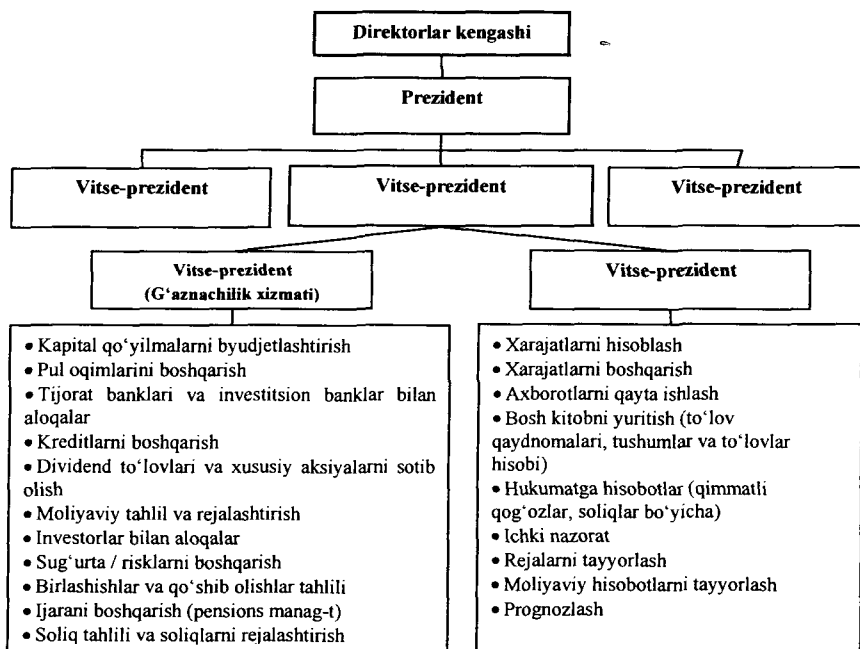 Direktorlar kengashi
Prezident
Vitse-prezident
Vitse-prezident
Vitse-prezident
Vitse-prezident
(G‘aznachilik xizmati)
Vitse-prezident
• Kapital qo‘yilmalarni byudjetlashtirish
• Pul oqimlarini boshqarish
• Tijorat banklari va investitsion banklar bilan
aloqalar
• Kreditlarni boshqarish
• Dividend to‘lovlari va xususiy aksiyalarni sotib
olish
• Moliyaviy tahlil va rejalashtirish
• Investorlar bilan aloqalar
• Sug‘urta / risklarni boshqarish
• Birlashishlar va qo‘shib olishlar tahlili
• Ijarani boshqarish (pensions manag-t)
• Soliq tahlili va soliqlarni rejalashtirish
• Xarajatlarni hisoblash
• Xarajatlarni boshqarish
• Axborotlarni qayta ishlash
• Bosh kitobni yuritish (to‘lov
qaydnomalari, tushumlar va to‘lovlar
hisobi)
• Hukumatga hisobotlar (qimmatli
qog‘ozlar, soliqlar bo‘yicha)
• Ichki nazorat
• Rejalarni tayyorlash
• Moliyaviy hisobotlarni tayyorlash
• Prognozlash